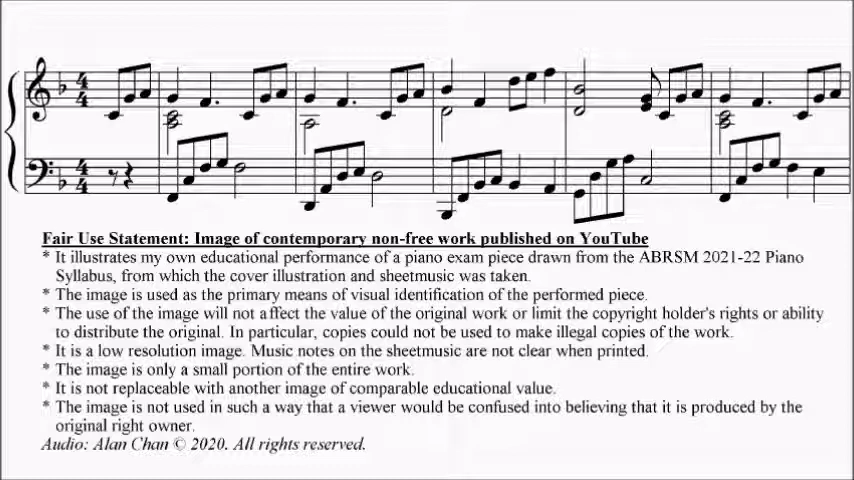 Fair Use Statement: Image of contemporary non-free work published on YouTube
* It illustrates my own educational performance of a piano exam piece drawn from the ABRSM 2021-22 Piano
Syllabus, from which the cover illustration and sheetmusic was taken.
* The image is used as the primary means of visual identification of the performed piece.
* The use of the image will not affect the value of the original work or limit the copyright holder's rights or ability
to distribute the original. In particular, copies could not be used to make illegal copies of the work.
* It is a low resolution image. Music notes on the sheetmusic are not clear when printed.
* The image is only a small portion of the entire work.
* It is not replaceable with another image of comparable educational value.
* The image is not used in such a way that a viewer would be confused into believing that it is produced by the
original right owner.
Audio: Alan Chan © 2020. All rights reserved.